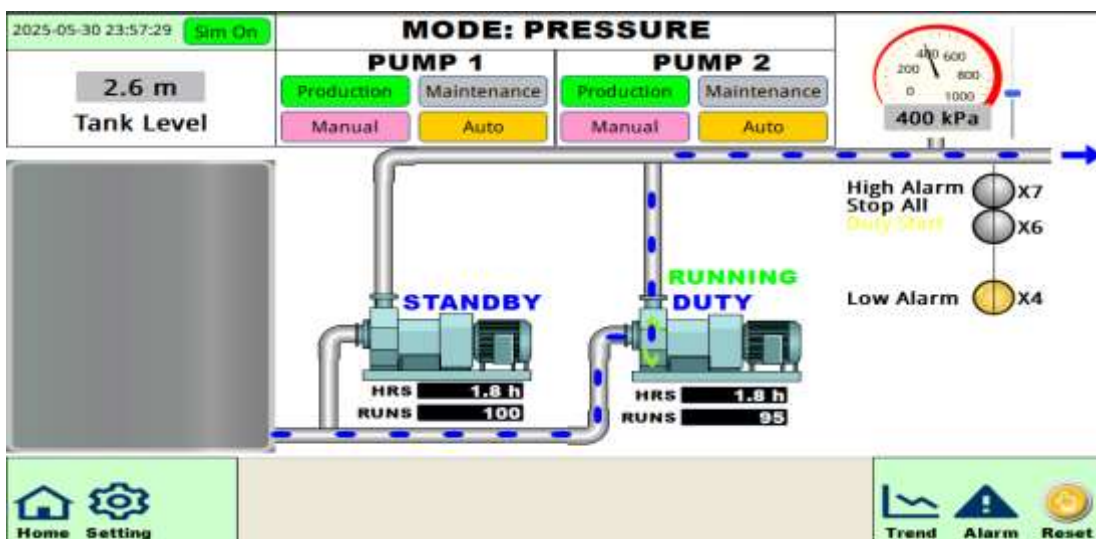 2025-05-30 23:57:29 Sim On
MODE: PRESSURE
PUMP 1
PUMP 2
Production Maintenance
Production Maintenance
Manual Auto
Manual Auto
2.6 m
Tank Level
0 200 400 600 800 1000
400 kPa
High Alarm X7
Stop All
Duty Start X6
Low Alarm X4
STANDBY
RUNNING
DUTY
HRS 1.8 h
RUNS 100
HRS 1.8 h
RUNS 95
Home Setting
Trend Alarm Reset